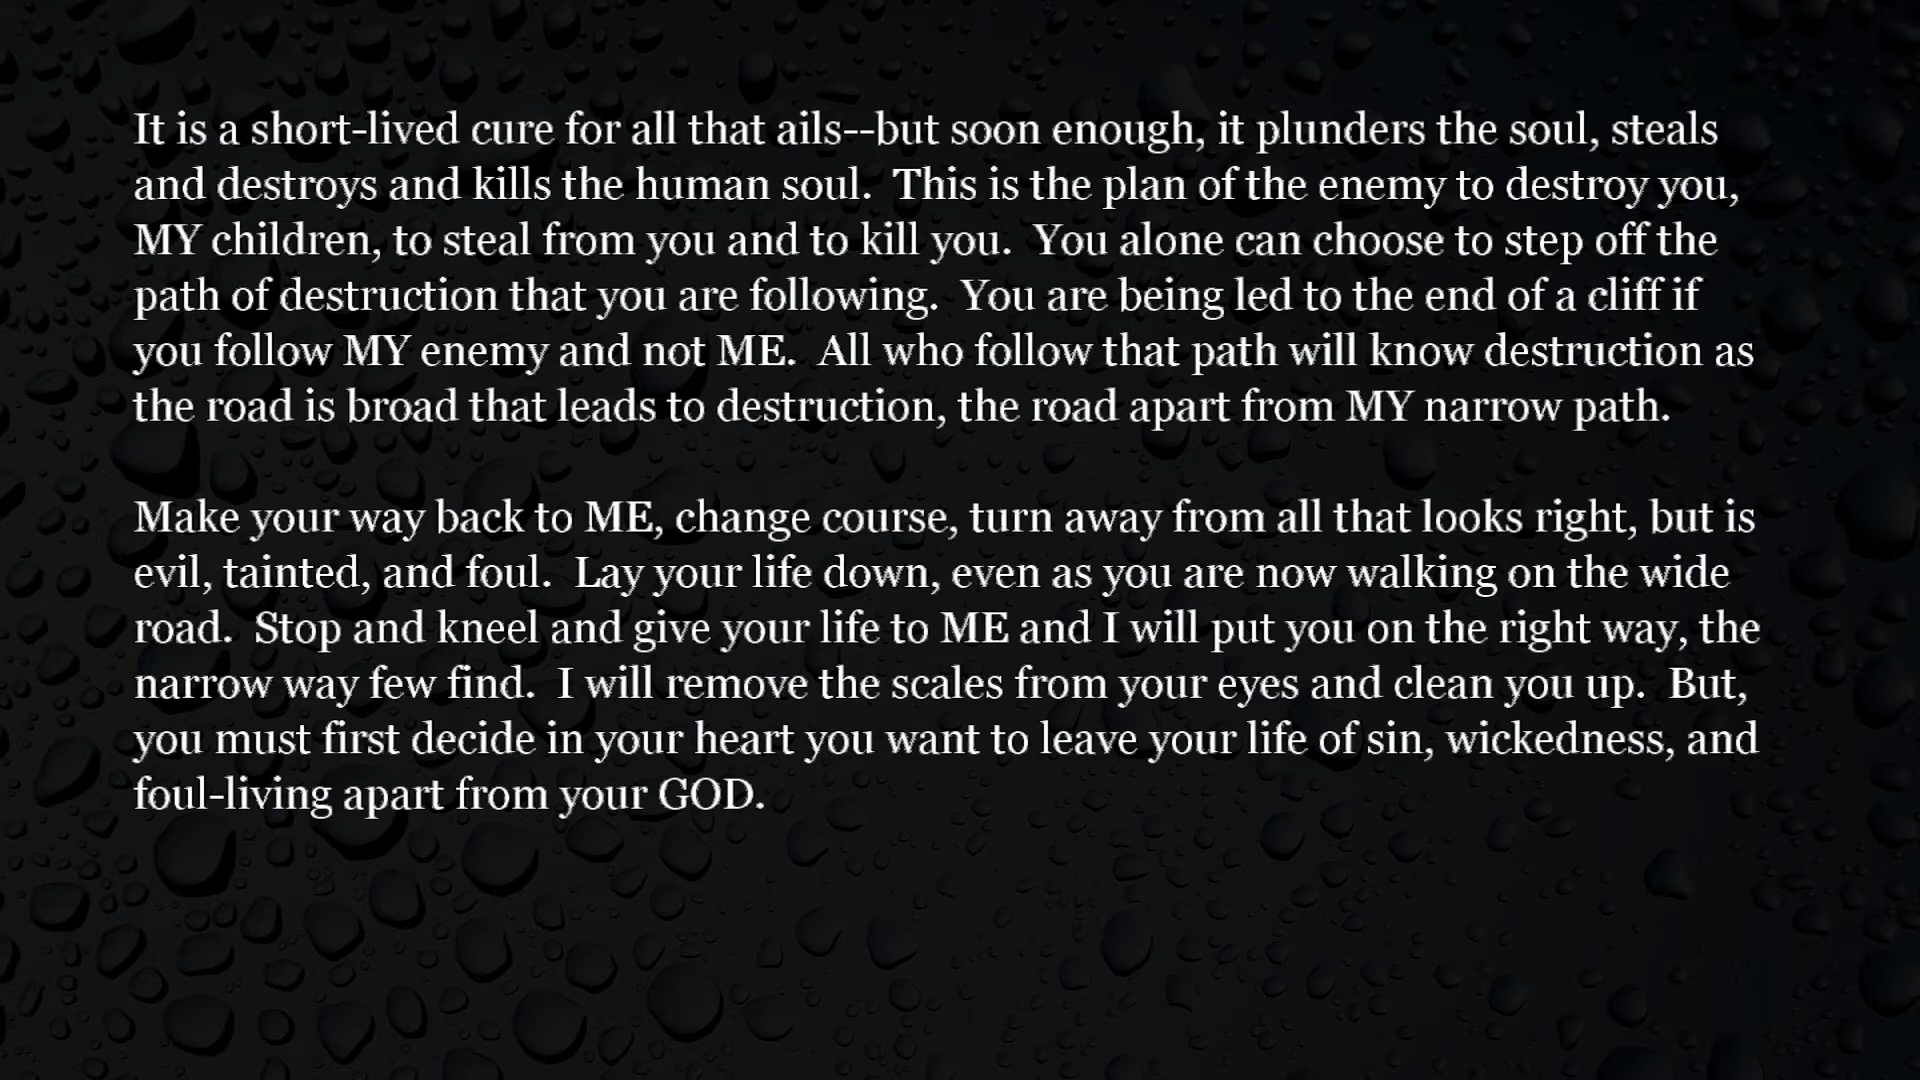 It is a short-lived cure for all that ails--but soon enough, it plunders the soul, steals
and destroys and kills the human soul.  This is the plan of the enemy to destroy you,
MY children, to steal from you and to kill you.  You alone can choose to step off the
path of destruction that you are following.  You are being led to the end of a cliff if
you follow MY enemy and not ME.  All who follow that path will know destruction as
the road is broad that leads to destruction, the road apart from MY narrow path.

Make your way back to ME, change course, turn away from all that looks right, but is
evil, tainted, and foul.  Lay your life down, even as you are now walking on the wide
road.  Stop and kneel and give your life to ME and I will put you on the right way, the
narrow way few find.  I will remove the scales from your eyes and clean you up.  But,
you must first decide in your heart you want to leave your life of sin, wickedness, and
foul-living apart from your GOD.